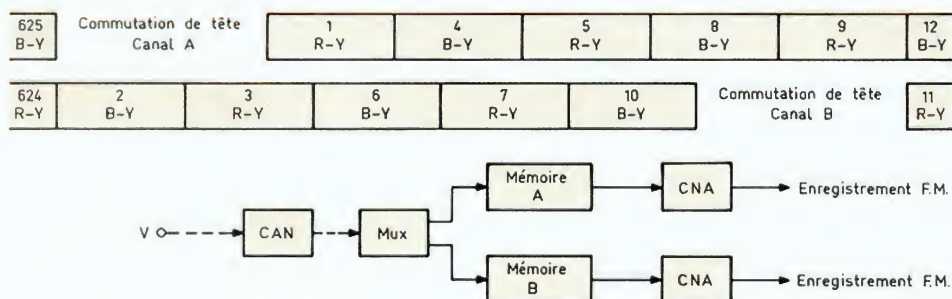 625 Commutation de tête 1 4 5 8 9 12
B-Y Canal A R-Y B-Y R-Y B-Y R-Y B-Y
624 2 3 6 7 10 Commutation de tête 11
R-Y B-Y R-Y B-Y R-Y B-Y Canal B R-Y
Mémoire
A
CNA
Enregistrement F.M.
V
CAN
Mux
Mémoire
B
CNA
Enregistrement F.M.